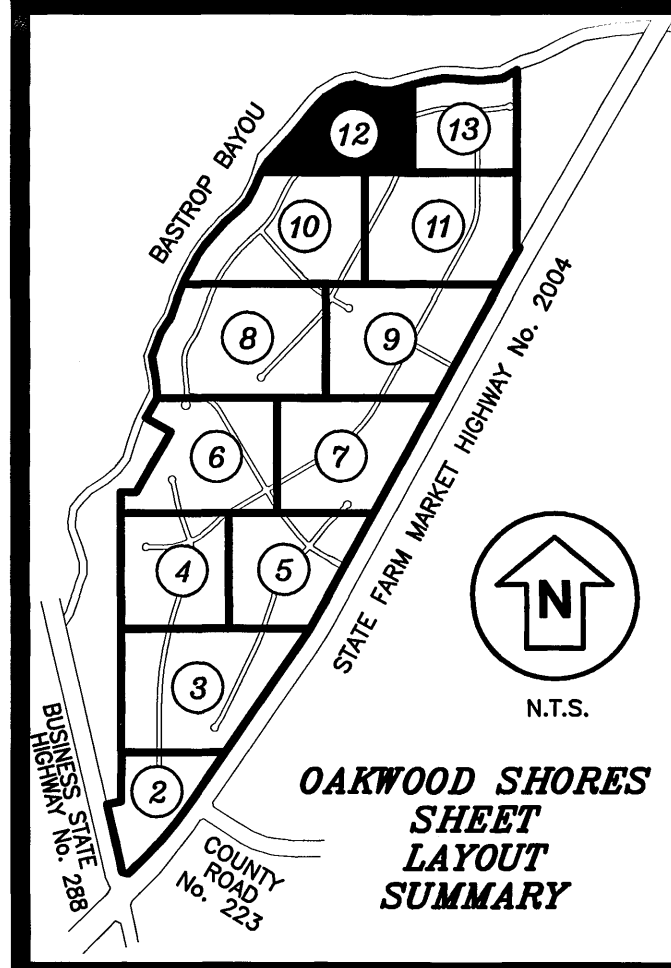 BASTROP BAYOU
12
13
10
11
8
9
6
7
4
5
3
2
STATE FARM MARKET HIGHWAY No. 2004
N
N.T.S.
BUSINESS STATE
HIGHWAY No. 288
COUNTY
ROAD
No. 223
OAKWOOD SHORES
SHEET
LAYOUT
SUMMARY